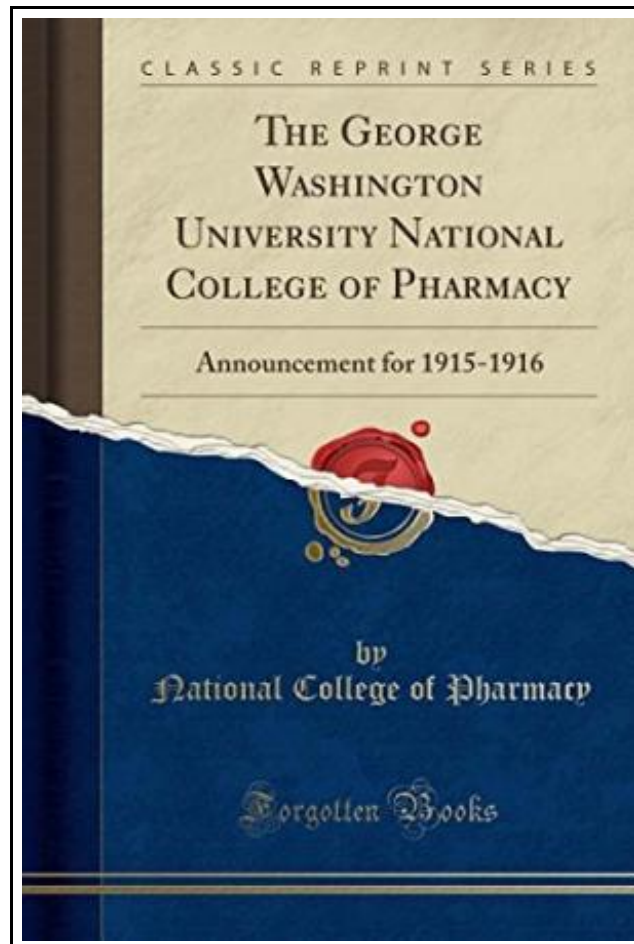 CLASSIC REPRINT SERIES
THE GEORGE
WASHINGTON
UNIVERSITY NATIONAL
COLLEGE OF PHARMACY
Announcement for 1915-1916
by
National College of Pharmacy
Forgotten Books